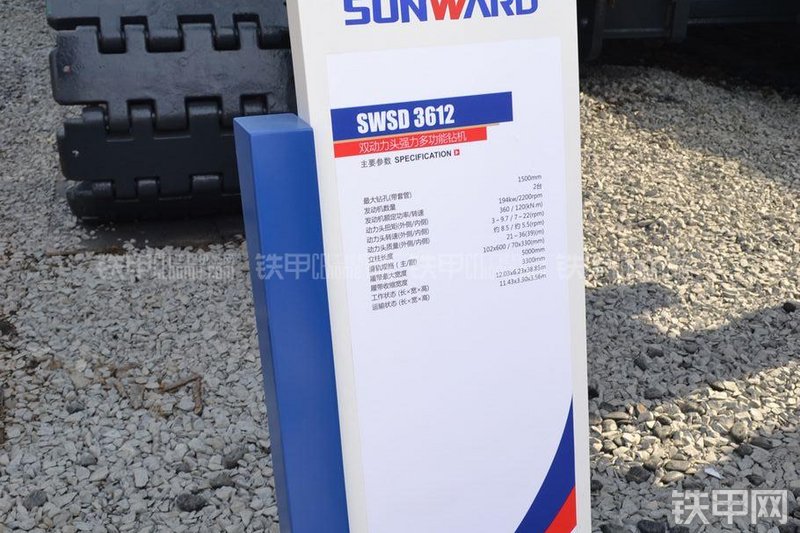 SUNWARD
SWSD 3612
双动力头强力多功能钻机
主要参数 SPECIFICATION
最大钻孔(带套管) 1500mm
发动机数量 2台
发动机额定功率/转速 194kw/2200rpm
动力头扭矩(外侧/内侧) 360 / 120(kN·m)
动力头转速(外侧/内侧) 3－9.7 / 7－22(rpm)
动力头质量(外侧/内侧) 约 8.5 / 约 5.5(rpm)
立柱长度 21－36(39)(m)
102x600 / 70x330(mm)
履带最大宽度 5000mm
履带收缩宽度 3300mm
工作状态 (长×宽×高) 12.03x6.23x38.85m
运输状态 (长×宽×高) 11.43x3.30x3.56m
铁甲 铁甲 铁甲
铁甲网